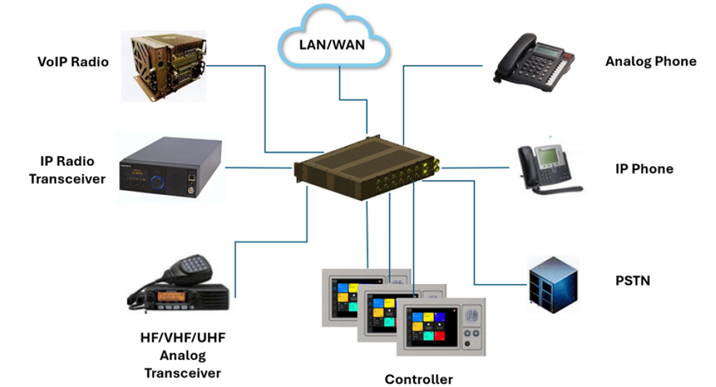 LAN/WAN
VoIP Radio
Analog Phone
IP Radio
Transceiver
IP Phone
PSTN
HF/VHF/UHF
Analog
Transceiver
Controller